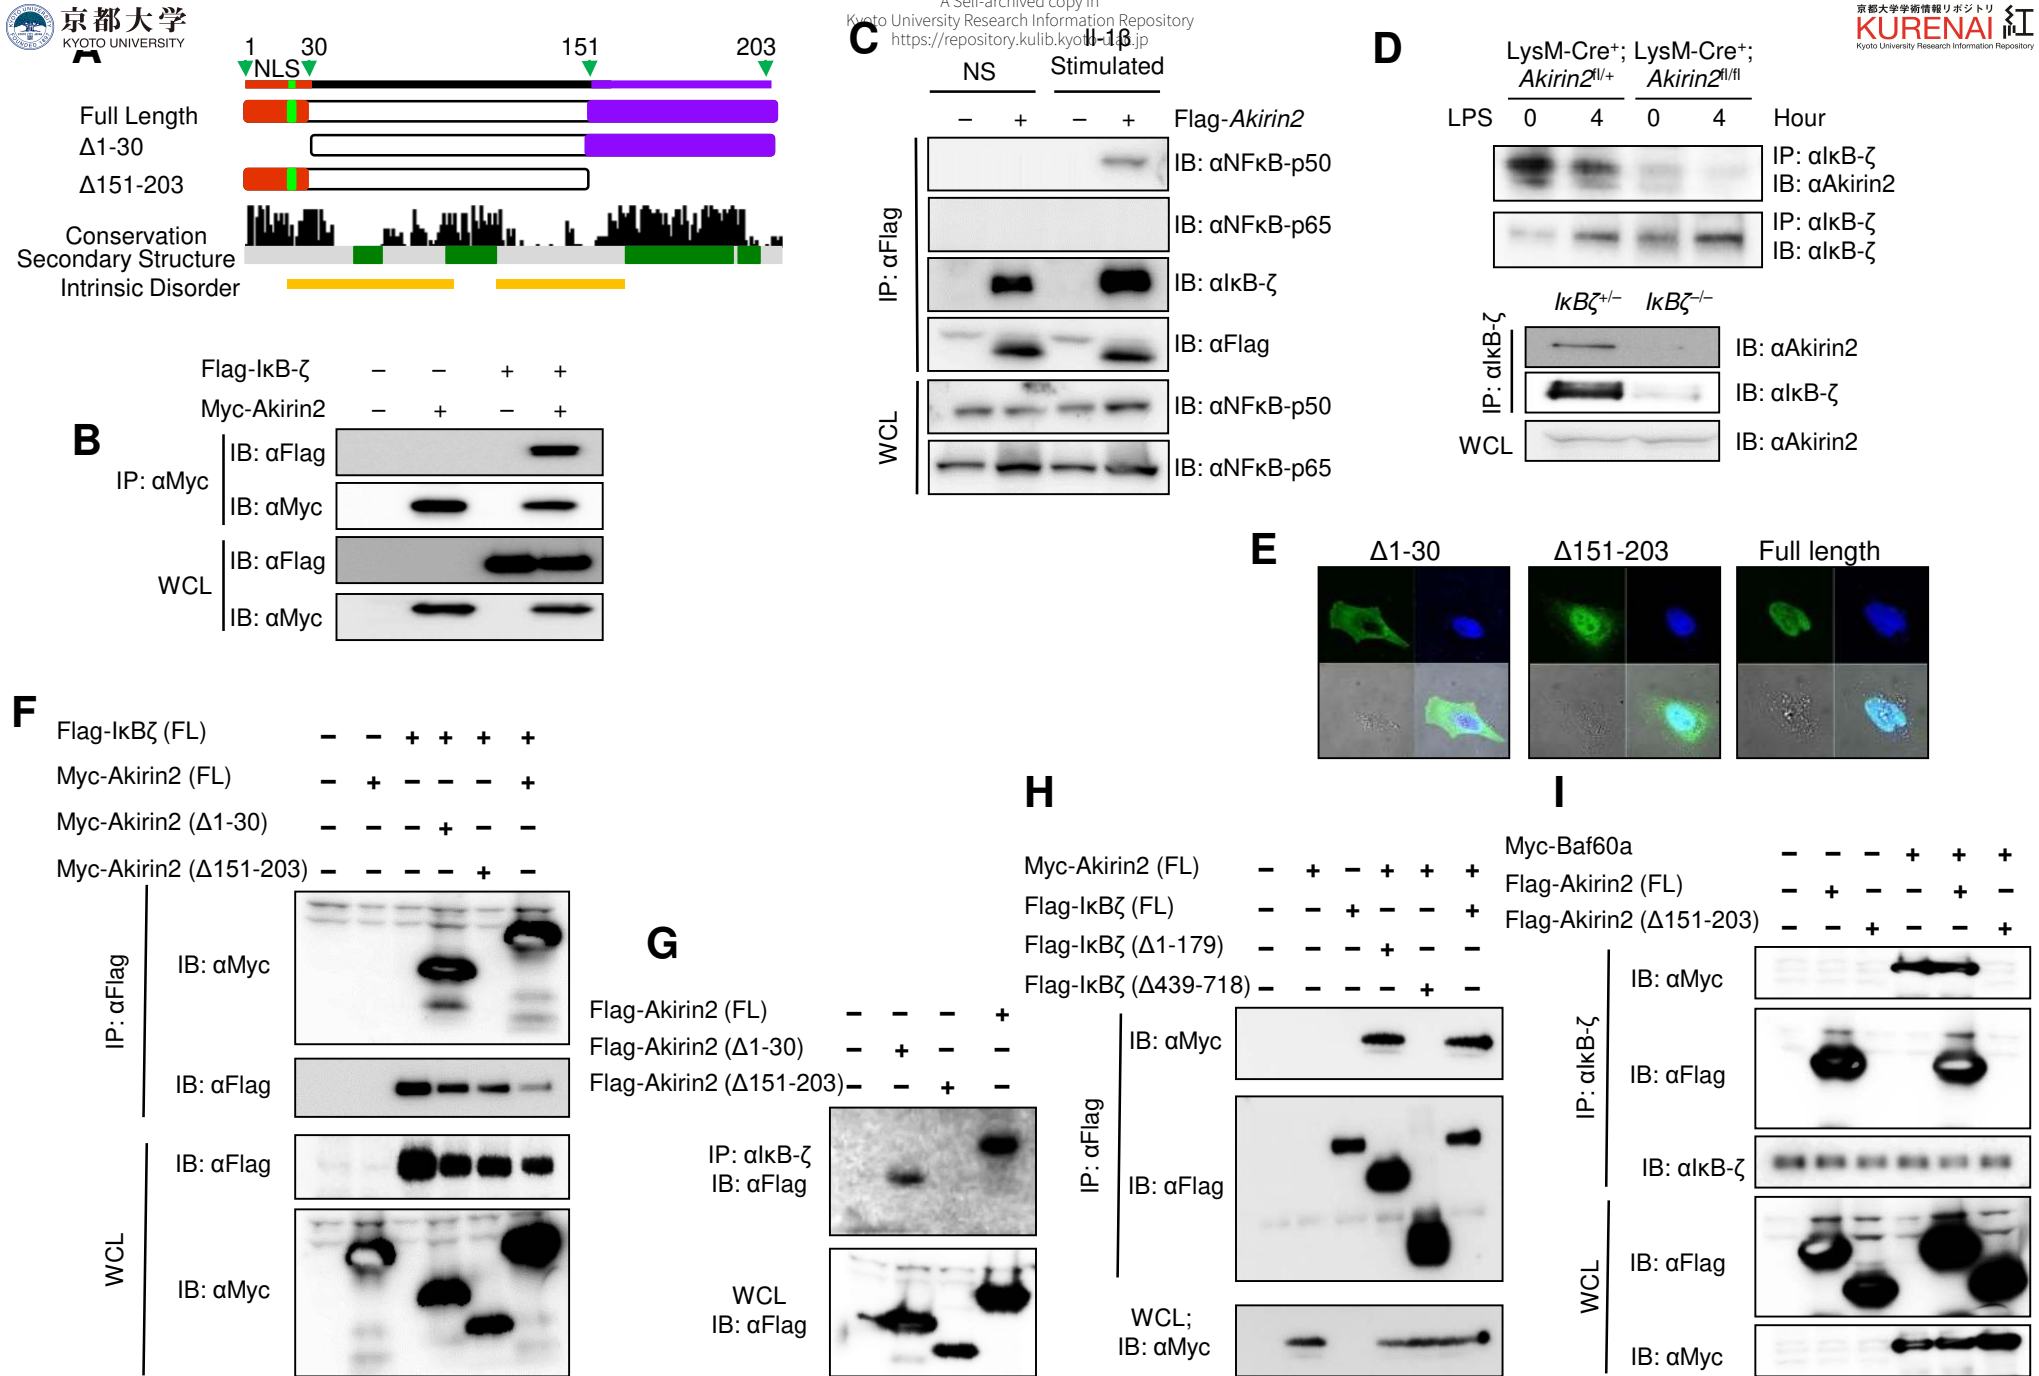 京都大学
KYOTO UNIVERSITY
A Self-archived copy in
Kyoto University Research Information Repository
https://repository.kulib.kyoto-u.ac.jp
京都大学学術情報リポジトリ
KURENAI 紅
Kyoto University Research Information Repository
A
1 30 151 203
NLS
Full Length
Δ1-30
Δ151-203
Conservation
Secondary Structure
Intrinsic Disorder
B
Flag-IκB-ζ − − + +
Myc-Akirin2 − + − +
IP: αMyc
IB: αFlag
IB: αMyc
WCL
IB: αFlag
IB: αMyc
C
NS
Il-1β
Stimulated
− + − + Flag-Akirin2
IP: αFlag
IB: αNFκB-p50
IB: αNFκB-p65
IB: αIκB-ζ
IB: αFlag
WCL
IB: αNFκB-p50
IB: αNFκB-p65
D
LysM-Cre+; LysM-Cre+;
Akirin2fl/+ Akirin2fl/fl
LPS 0 4 0 4 Hour
IP: αIκB-ζ
IB: αAkirin2
IP: αIκB-ζ
IB: αIκB-ζ
IκBζ+/− IκBζ−/−
IP: αIκB-ζ
IB: αAkirin2
IB: αIκB-ζ
WCL IB: αAkirin2
E
Δ1-30 Δ151-203 Full length
F
Flag-IκBζ (FL) − − + + + +
Myc-Akirin2 (FL) − + − − − +
Myc-Akirin2 (Δ1-30) − − − + − −
Myc-Akirin2 (Δ151-203) − − − − + −
IP: αFlag
IB: αMyc
IB: αFlag
WCL
IB: αFlag
IB: αMyc
G
Flag-Akirin2 (FL) − − − +
Flag-Akirin2 (Δ1-30) − + − −
Flag-Akirin2 (Δ151-203) − − + −
IP: αIκB-ζ
IB: αFlag
WCL
IB: αFlag
H
Myc-Akirin2 (FL) − + − + + +
Flag-IκBζ (FL) − − + − − +
Flag-IκBζ (Δ1-179) − − − + − −
Flag-IκBζ (Δ439-718) − − − − + −
IP: αFlag
IB: αMyc
IB: αFlag
WCL;
IB: αMyc
I
Myc-Baf60a − − − + + +
Flag-Akirin2 (FL) − + − − + −
Flag-Akirin2 (Δ151-203) − − + − − +
IP: αIκB-ζ
IB: αMyc
IB: αFlag
IB: αIκB-ζ
WCL
IB: αFlag
IB: αMyc